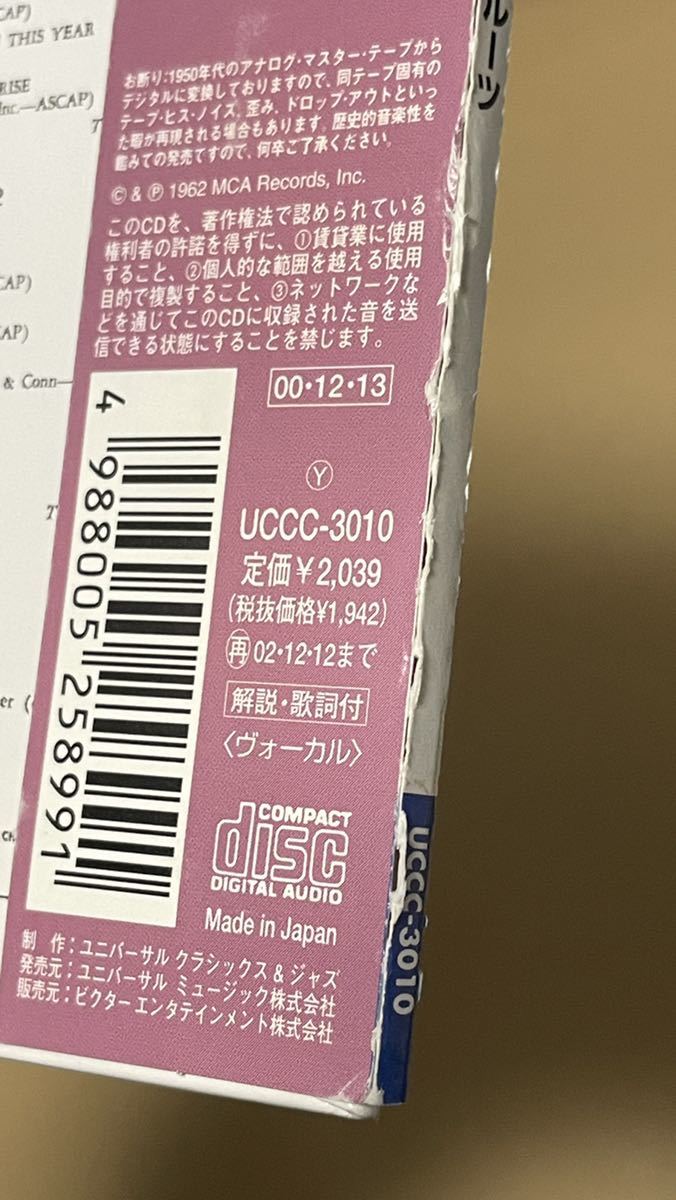 CAP)
THIS YEAR
RISE
Inc.—ASCAP)
T
CAP)
CAP)
& Conn—
T
er (
お断り:1950年代のアナログ・マスター・テープから
デジタルに変換しておりますので、同テープ固有の
テープ・ヒス・ノイズ、歪み、ドロップ・アウトといっ
た瑕が再現される場合もあります。歴史的音楽性を
鑑みての発売ですので、何卒ご了承ください。
Ⓒ & Ⓟ 1962 MCA Records, Inc.
このCDを、著作権法で認められている
権利者の許諾を得ずに、①賃貸業に使用
すること、②個人的な範囲を越える使用
目的で複製すること、③ネットワークな
どを通じてこのCDに収録された音を送
信できる状態にすることを禁じます。
00・12・13
Ⓨ
UCCC-3010
定価￥2,039
(税抜価格¥1,942)
再 02・12・12まで
解説・歌詞付
〈ヴォーカル〉
4 988005 258991
COMPACT
disc
DIGITAL AUDIO
Made in Japan
制 作:ユニバーサル クラシックス & ジャズ
発売元:ユニバーサル ミュージック株式会社
販売元:ビクター エンタテインメント株式会社
ルーツ
UCCC-3010